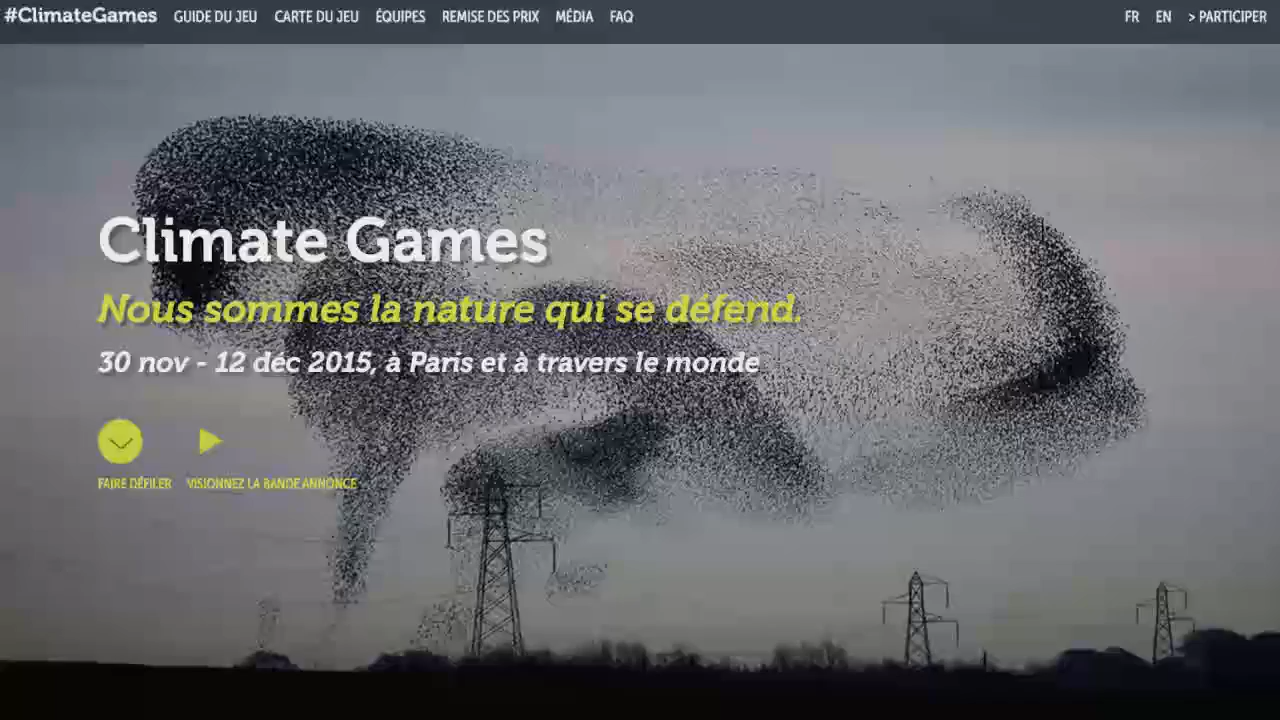 #ClimateGames GUIDE DU JEU CARTE DU JEU ÉQUIPES REMISE DES PRIX MÉDIA FAQ FR EN > PARTICIPER
Climate Games
Nous sommes la nature qui se défend.
30 nov - 12 déc 2015, à Paris et à travers le monde
FAIRE DÉFILER VISIONNEZ LA BANDE ANNONCE